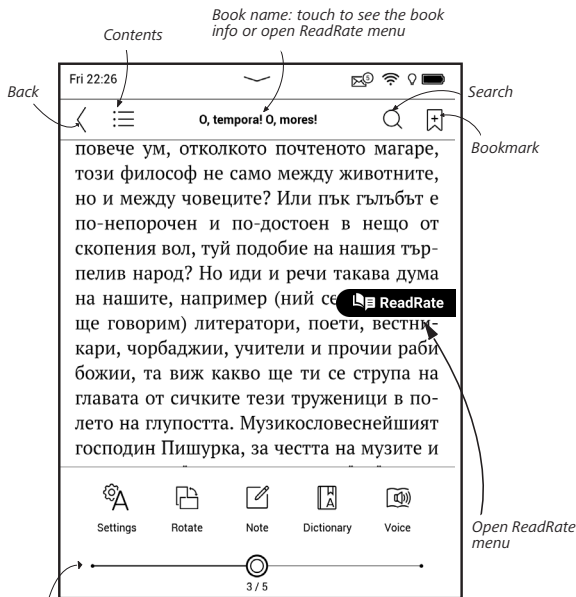 Book name: touch to see the book
info or open ReadRate menu
Contents
Back
Fri 22:26
Search
O, tempora! O, mores!
Bookmark
повече ум, отколкото почтеното магаре,
този философ не само между животните,
но и между човеците? Или пък гълъбът е
по-непорочен и по-достоен в нещо от
скопения вол, туй подобие на нашия тър-
пелив народ? Но иди и речи такава дума
на нашите, например (ний се
ReadRate
ще говорим) литератори, поети, вестни-
кари, чорбаджии, учители и прочии раби
божии, та виж какво ще ти се струпа на
главата от сичките тези труженици в по-
лето на глупостта. Музикословеснейшият
господин Пишурка, за честта на музите и
Settings
Rotate
Note
Dictionary
Voice
Open ReadRate
menu
3 / 5